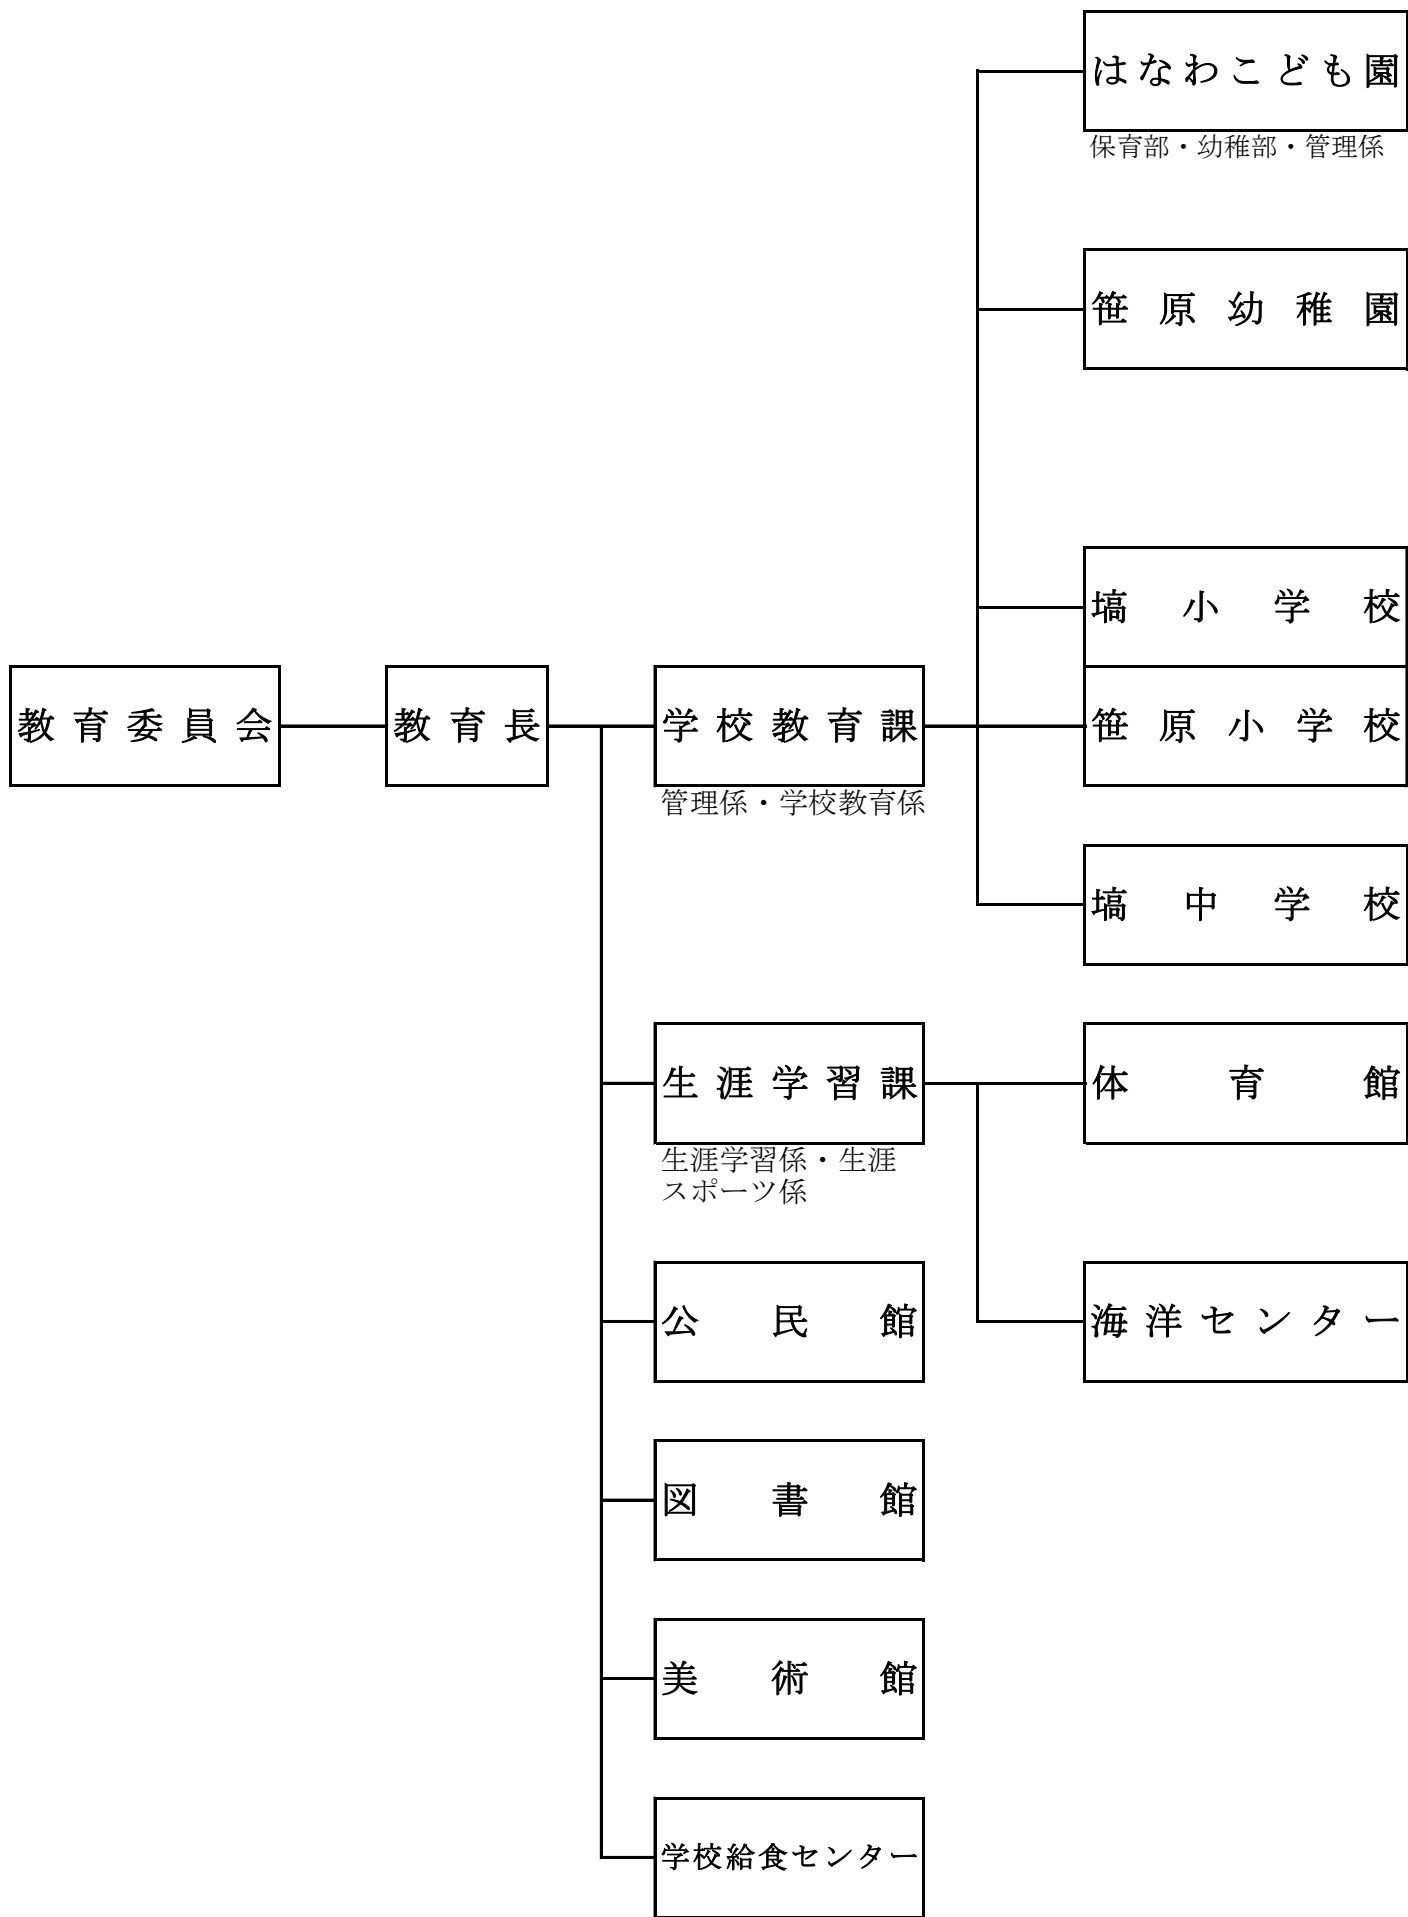 はなわこども園
保育部・幼稚部・管理係
笹原幼稚園
塙小学校
教育委員会
教育長
学校教育課
笹原小学校
管理係・学校教育係
塙中学校
生涯学習課
体育館
生涯学習係・生涯
スポーツ係
公民館
海洋センター
図書館
美術館
学校給食センター